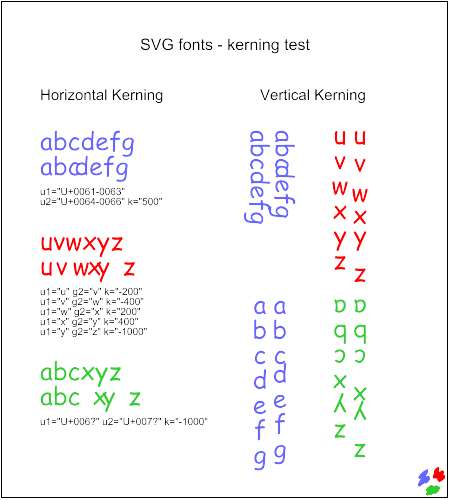 SVG fonts - kerning test
Horizontal Kerning
abcdefg
abcdefg
u1="U+0061-0063"
u2="U+0064-0066" k="500"
uvwxyz
uv wxy z
u1="u" g2="v" k="-200"
u1="v" g2="w" k="-400"
u1="w" g2="x" k="200"
u1="x" g2="y" k="400"
u1="y" g2="z" k="-1000"
abcxyz
abc xy z
u1="U+006?" u2="U+007?" k="-1000"
Vertical Kerning
abcdefg
abcdefg
u u
v v
w w
x x
y y
z z
a a
b b
c c
d d
e e
f f
g g
a a
b b
c c
x x
y y
z z